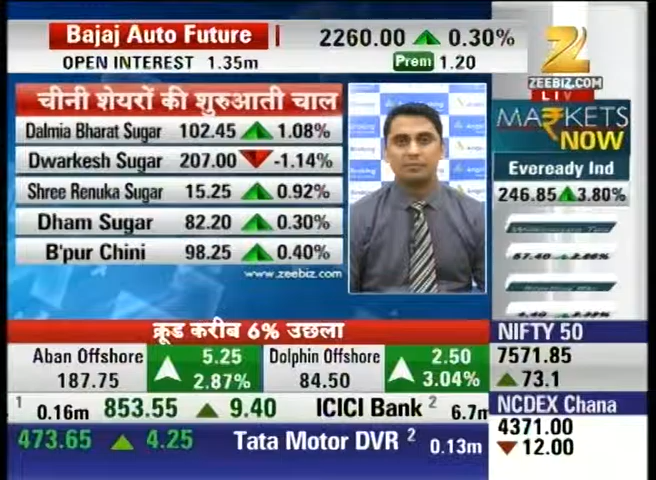 Bajaj Auto Future 2260.00 0.30%
OPEN INTEREST 1.35m Prem 1.20
ZEEBIZ.COM
LIV
MARKETS
NOW
चीनी शेयरों की शुरुआती चाल
Dalmia Bharat Sugar 102.45 1.08%
Dwarkesh Sugar 207.00 -1.14%
Shree Renuka Sugar 15.25 0.92%
Dham Sugar 82.20 0.30%
B'pur Chini 98.25 0.40%
www.zeebiz.com
Eveready Ind
246.85 3.80%
क्रूड करीब 6% उछला
Aban Offshore 5.25 Dolphin Offshore 2.50
187.75 2.87% 84.50 3.04%
NIFTY 50
7571.85
73.1
1 0.16m 853.55 9.40 ICICI Bank 2 6.7m
473.65 4.25 Tata Motor DVR 2 0.13m
NCDEX Chana
4371.00
12.00